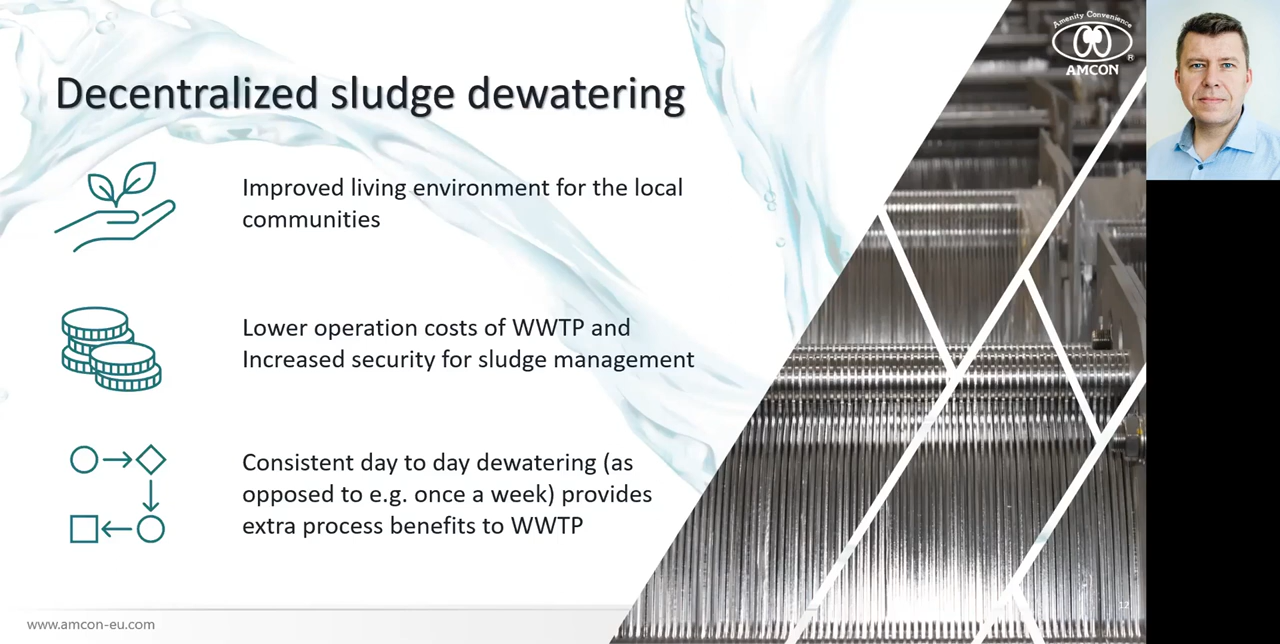 Amenity Convenience
AMCON
®
Decentralized sludge dewatering
Improved living environment for the local
communities
Lower operation costs of WWTP and
Increased security for sludge management
Consistent day to day dewatering (as
opposed to e.g. once a week) provides
extra process benefits to WWTP
www.amcon-eu.com